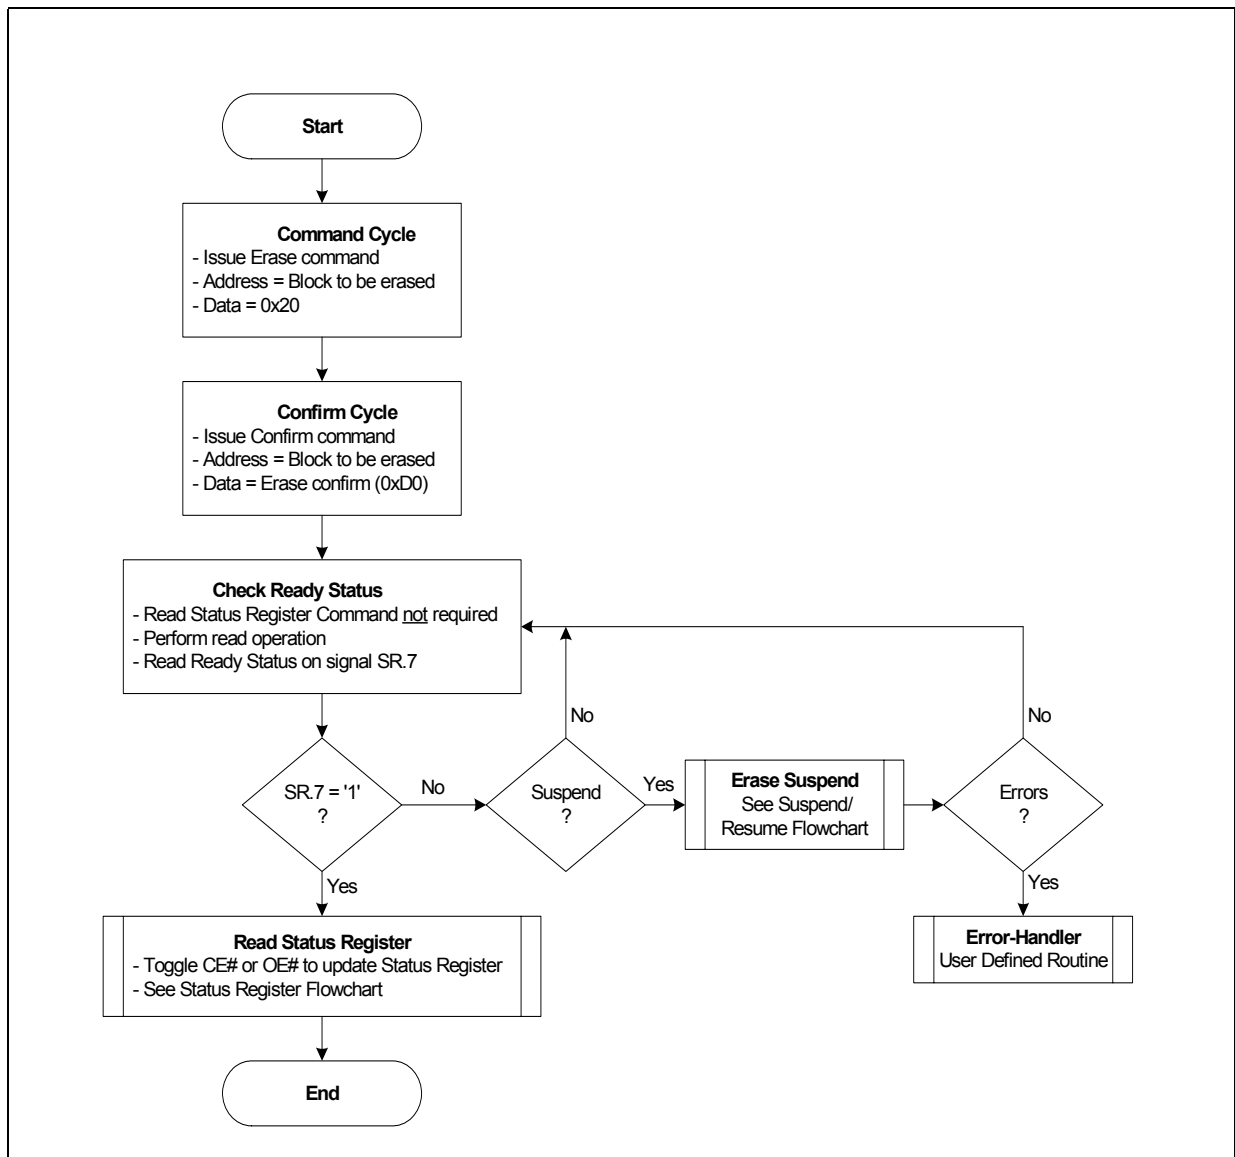 Start
Command Cycle
- Issue Erase command
- Address = Block to be erased
- Data = 0x20
Confirm Cycle
- Issue Confirm command
- Address = Block to be erased
- Data = Erase confirm (0xD0)
Check Ready Status
- Read Status Register Command not required
- Perform read operation
- Read Ready Status on signal SR.7
No
No
SR.7 = '1'
?
No
Suspend
?
Yes
Erase Suspend
See Suspend/
Resume Flowchart
Errors
?
Yes
Yes
Read Status Register
- Toggle CE# or OE# to update Status Register
- See Status Register Flowchart
Error-Handler
User Defined Routine
End